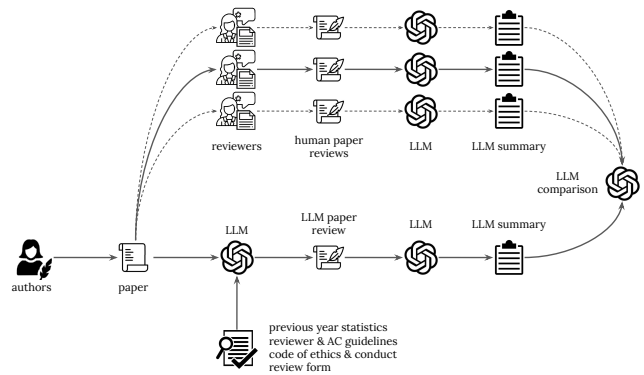 reviewers
human paper
reviews
LLM
LLM summary
LLM
comparison
LLM
LLM paper
review
LLM
LLM summary
authors
paper
previous year statistics
reviewer & AC guidelines
code of ethics & conduct
review form